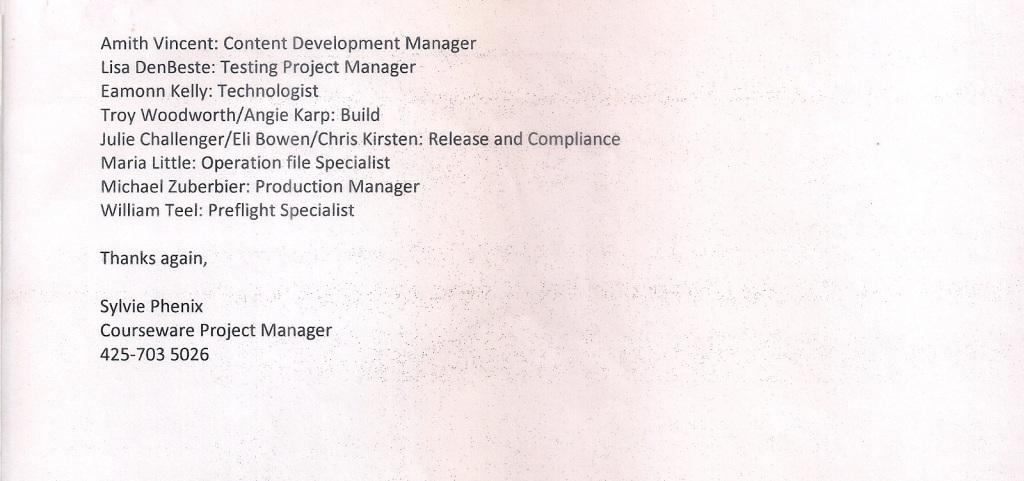 Amith Vincent: Content Development Manager
Lisa DenBeste: Testing Project Manager
Eamonn Kelly: Technologist
Troy Woodworth/Angie Karp: Build
Julie Challenger/Eli Bowen/Chris Kirsten: Release and Compliance
Maria Little: Operation file Specialist
Michael Zuberbier: Production Manager
William Teel: Preflight Specialist
Thanks again,
Sylvie Phenix
Courseware Project Manager
425-703 5026